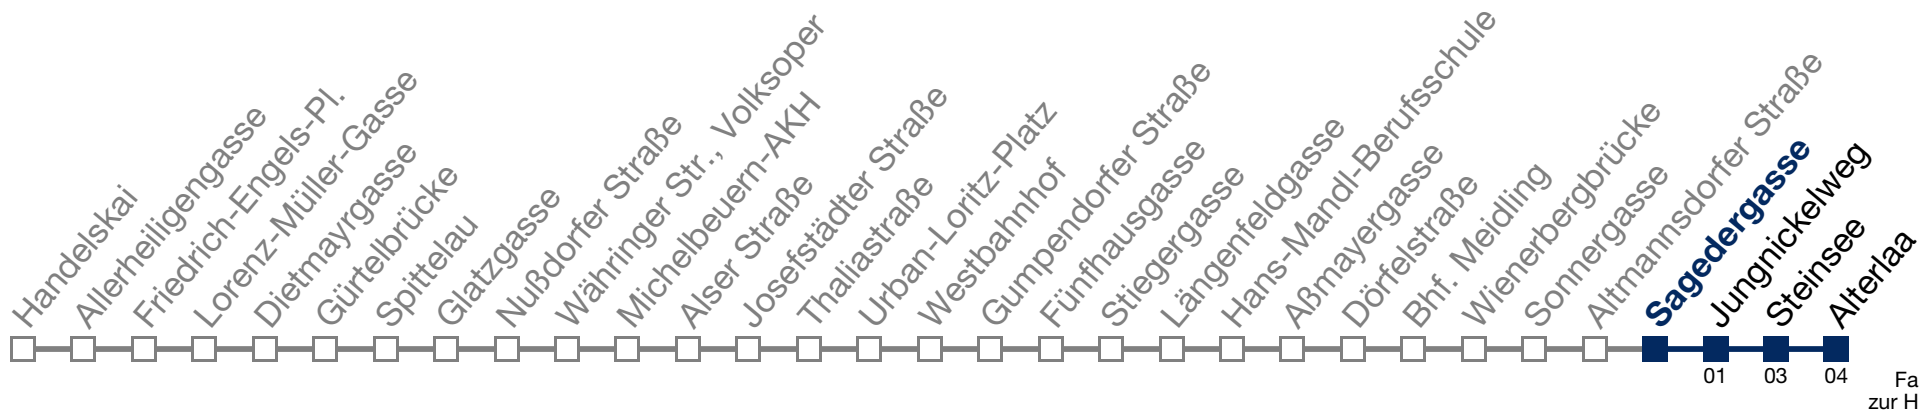 Handelskai
Allerheiligengasse
Friedrich-Engels-Pl.
Lorenz-Müller-Gasse
Dietmayrgasse
Gürtelbrücke
Spittelau
Glatzgasse
Nußdorfer Straße
Währinger Str., Volksoper
Michelbeuern-AKH
Alser Straße
Josefstädter Straße
Thaliastraße
Urban-Loritz-Platz
Westbahnhof
Gumpendorfer Straße
Fünfhausgasse
Stiegergasse
Längenfeldgasse
Hans-Mandl-Berufsschule
Aßmayergasse
Dörfelstraße
Bhf. Meidling
Wienerbergbrücke
Sonnergasse
Altmannsdorfer Straße
Sagedergasse
Jungnickelweg
Steinsee
Alterlaa
01 03 04
Fa
zur H